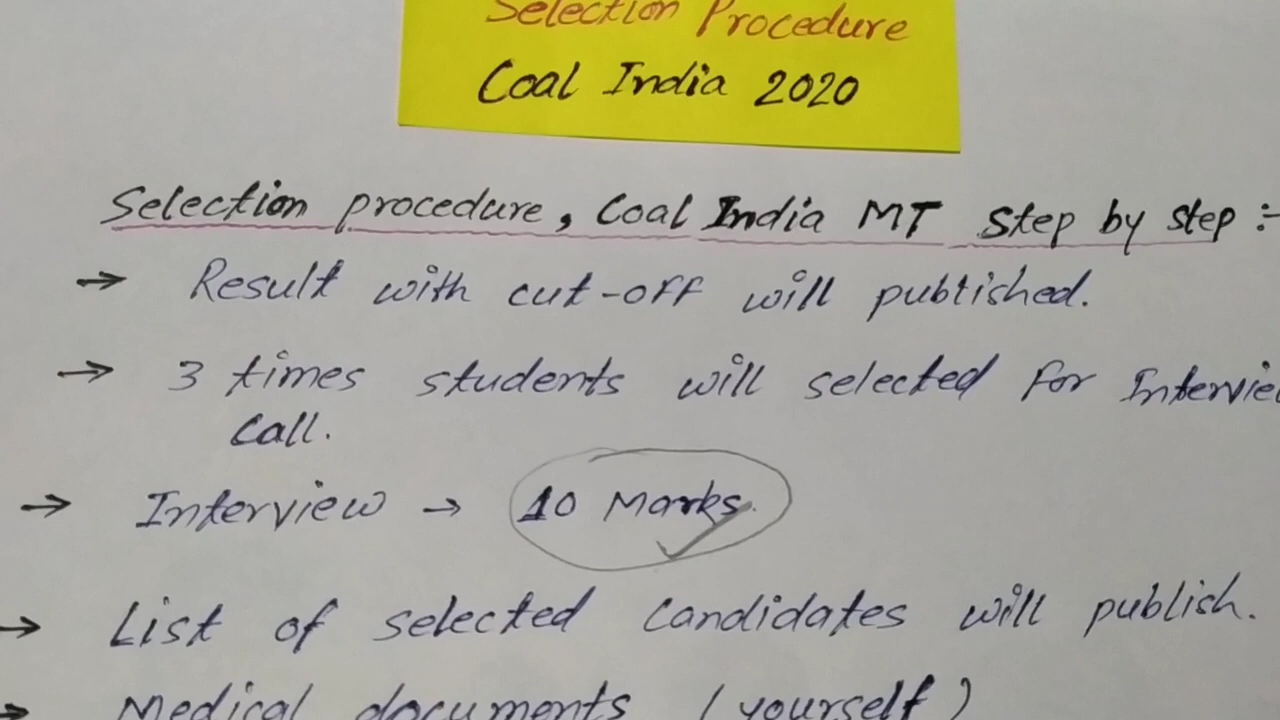 Selection Procedure
Coal India 2020
Selection procedure, Coal India MT step by step :-
→ Result with cut-off will published.
→ 3 times students will selected for Interview
call.
→ Interview → 10 Marks.
→ List of selected candidates will publish.
→ Medical documents (yourself)